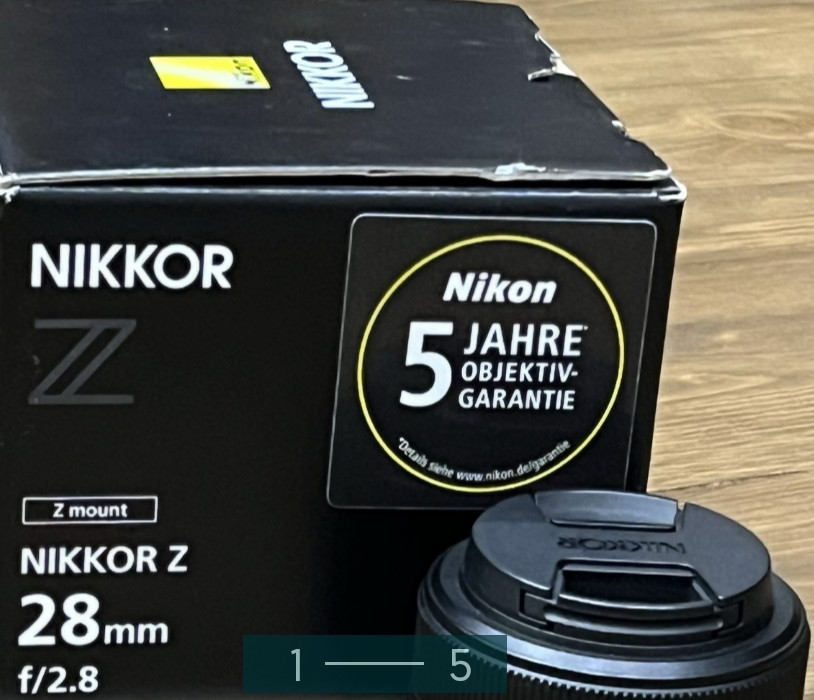 Nikon
NIKKOR
NIKKOR
Z
Nikon
5 JAHRE*
OBJEKTIV-
GARANTIE
*Details siehe www.nikon.de/garantie
Z mount
NIKKOR Z
28mm
f/2.8
NIKKOR
1 — 5